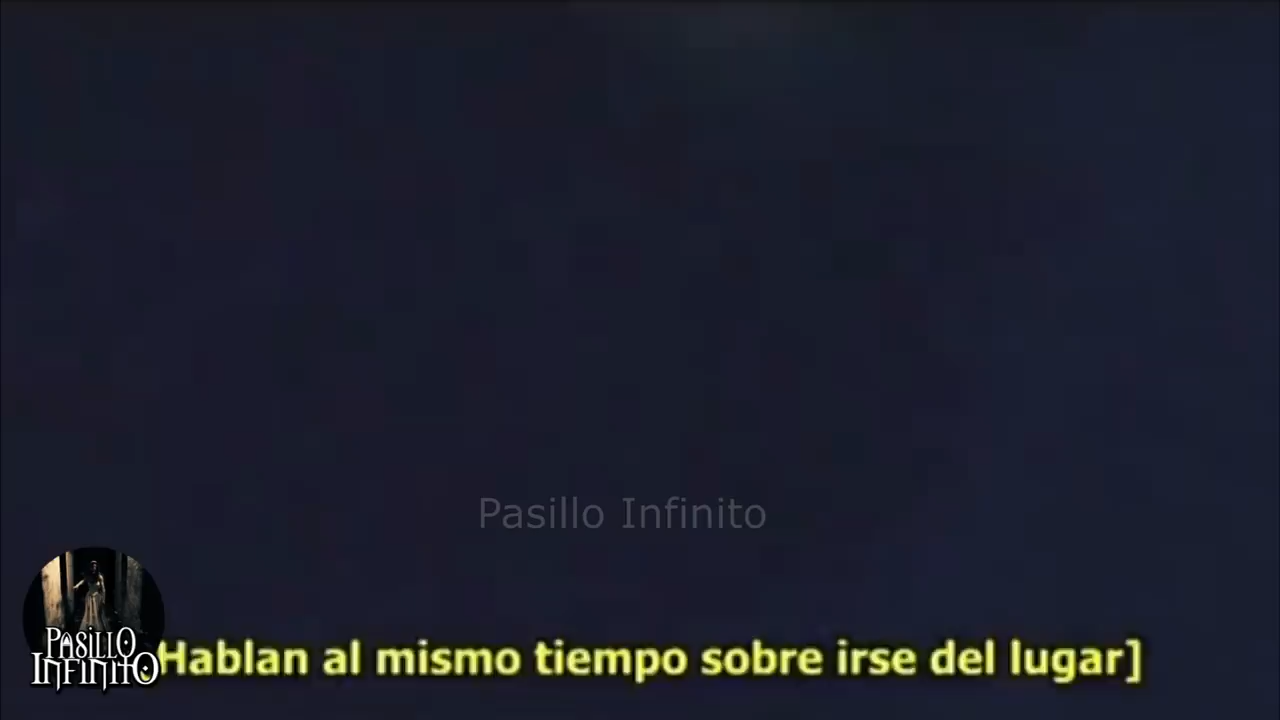 Pasillo Infinito
PASILLO
INFINITO
Hablan al mismo tiempo sobre irse del lugar]